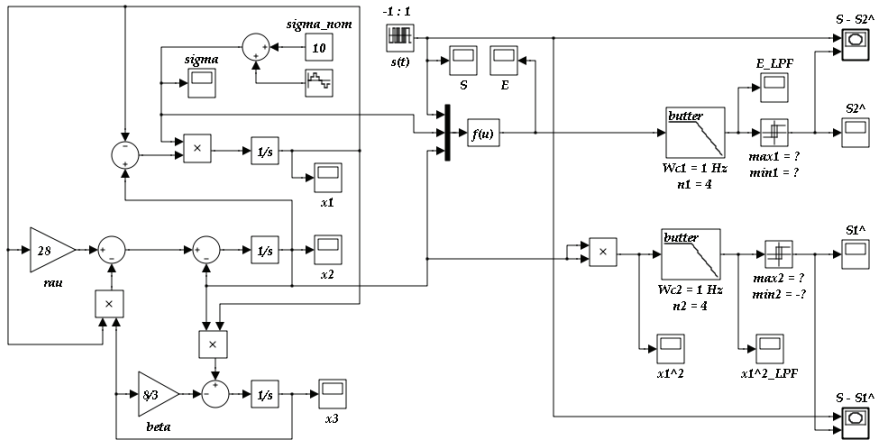 -1 : 1
s(t)
sigma_nom
10
sigma
S
E
S - S2^
E_LPF
S2^
butter
Wc1 = 1 Hz
n1 = 4
max1 = ?
min1 = ?
f(u)
×
1/s
x1
28
rau
1/s
x2
×
×
butter
Wc2 = 1 Hz
n2 = 4
max2 = ?
min2 = -?
S1^
×
x1^2
x1^2_LPF
8/3
beta
1/s
x3
S - S1^